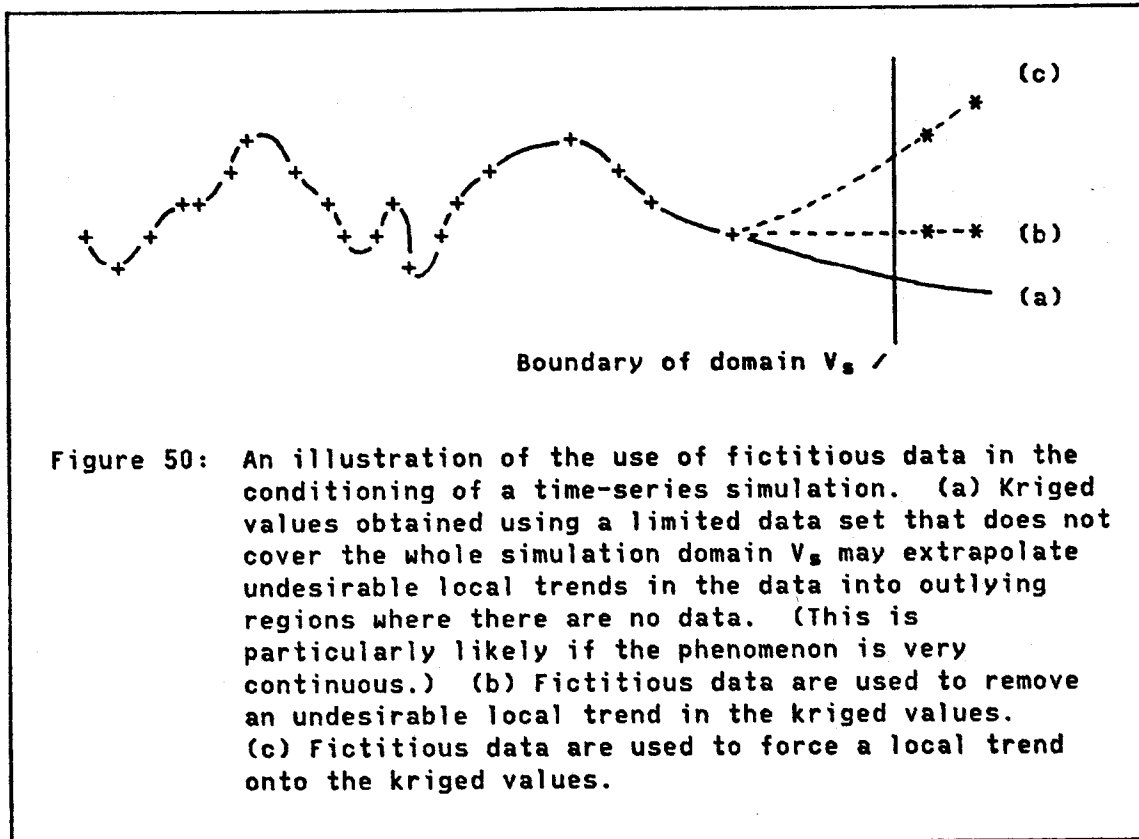 (c)
(b)
(a)
Boundary of domain Vs
Figure 50: An illustration of the use of fictitious data in the
conditioning of a time-series simulation. (a) Kriged
values obtained using a limited data set that does not
cover the whole simulation domain Vs may extrapolate
undesirable local trends in the data into outlying
regions where there are no data. (This is
particularly likely if the phenomenon is very
continuous.) (b) Fictitious data are used to remove
an undesirable local trend in the kriged values.
(c) Fictitious data are used to force a local trend
onto the kriged values.